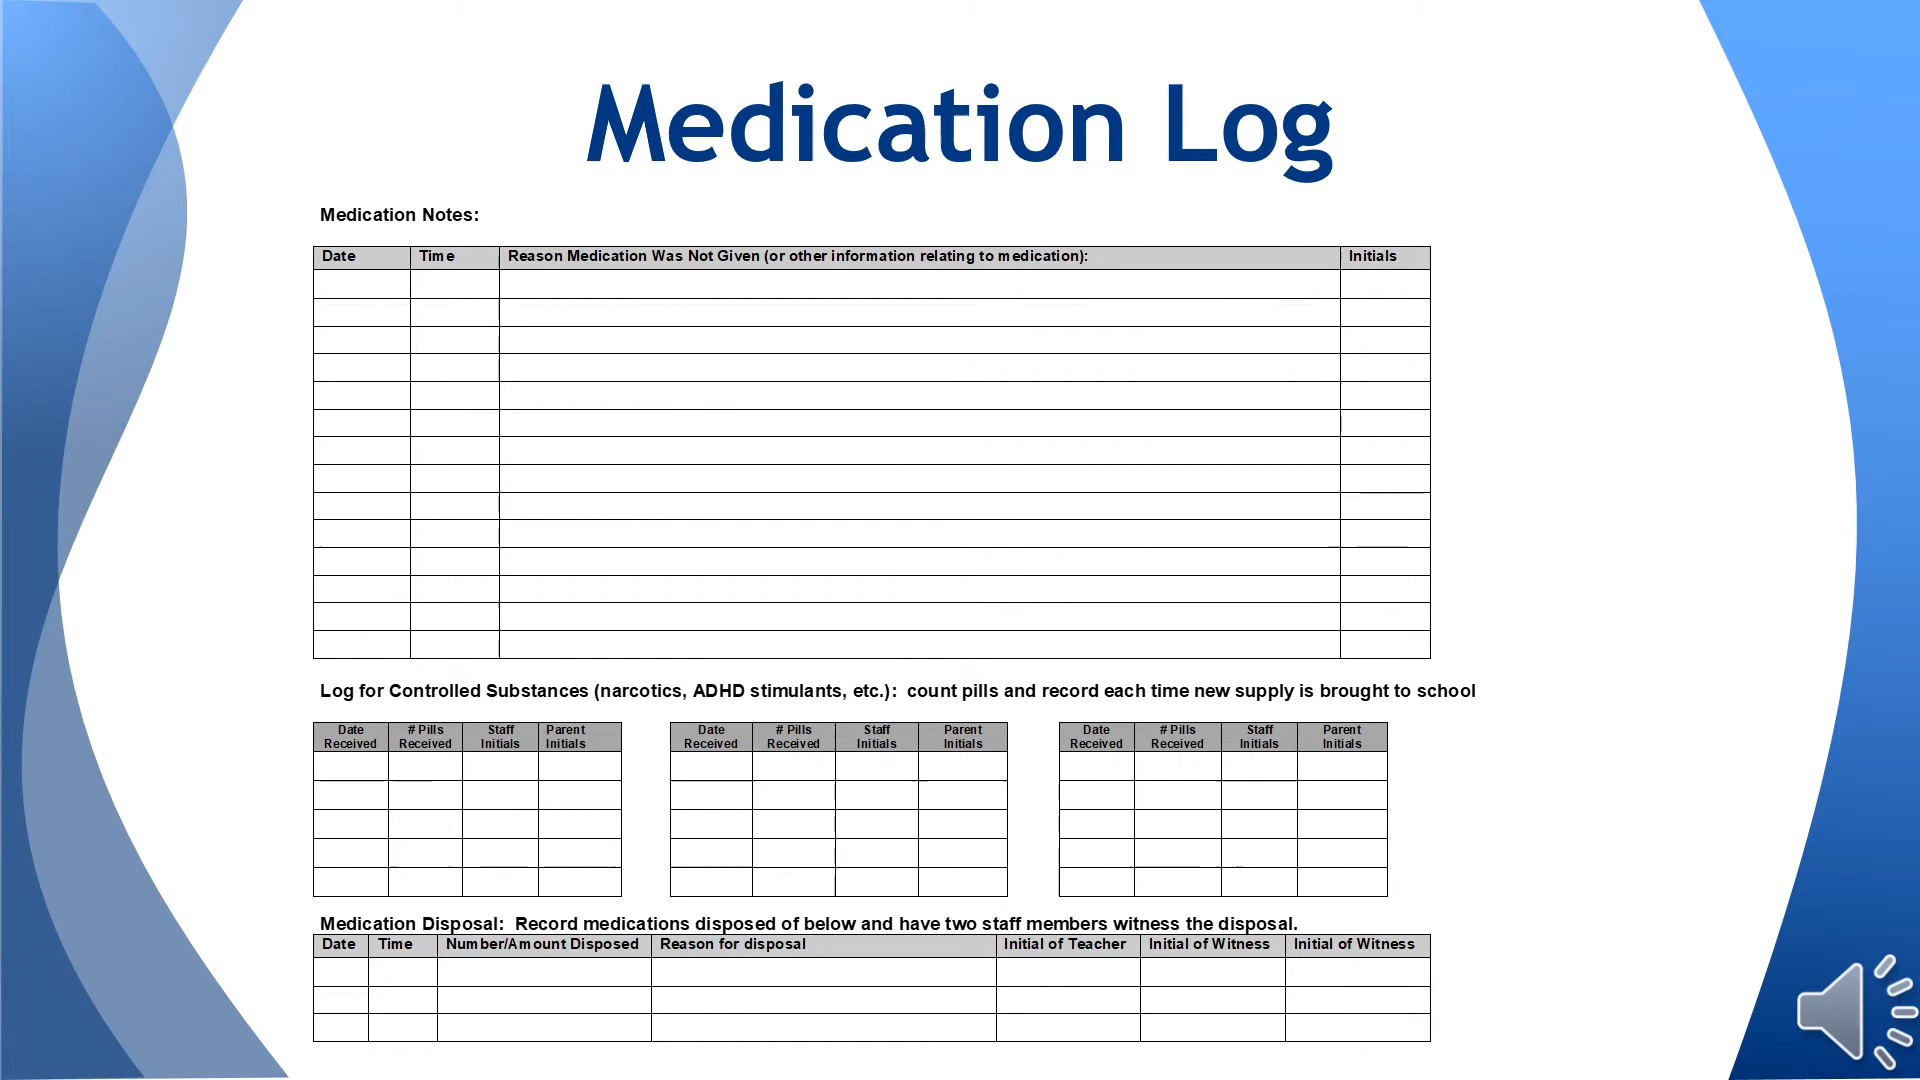 Medication Log
Medication Notes:
Date Time Reason Medication Was Not Given (or other information relating to medication): Initials
Log for Controlled Substances (narcotics, ADHD stimulants, etc.): count pills and record each time new supply is brought to school
Date Received # Pills Received Staff Initials Parent Initials
Date Received # Pills Received Staff Initials Parent Initials
Date Received # Pills Received Staff Initials Parent Initials
Medication Disposal: Record medications disposed of below and have two staff members witness the disposal.
Date Time Number/Amount Disposed Reason for disposal Initial of Teacher Initial of Witness Initial of Witness